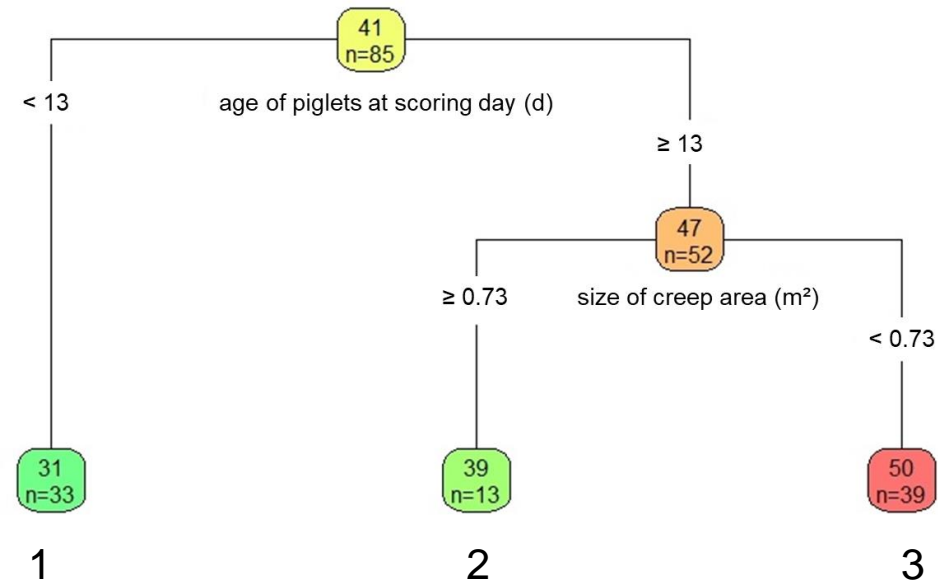 41
n=85
< 13
age of piglets at scoring day (d)
≥ 13
47
n=52
≥ 0.73
size of creep area (m²)
< 0.73
31
n=33
39
n=13
50
n=39
1
2
3